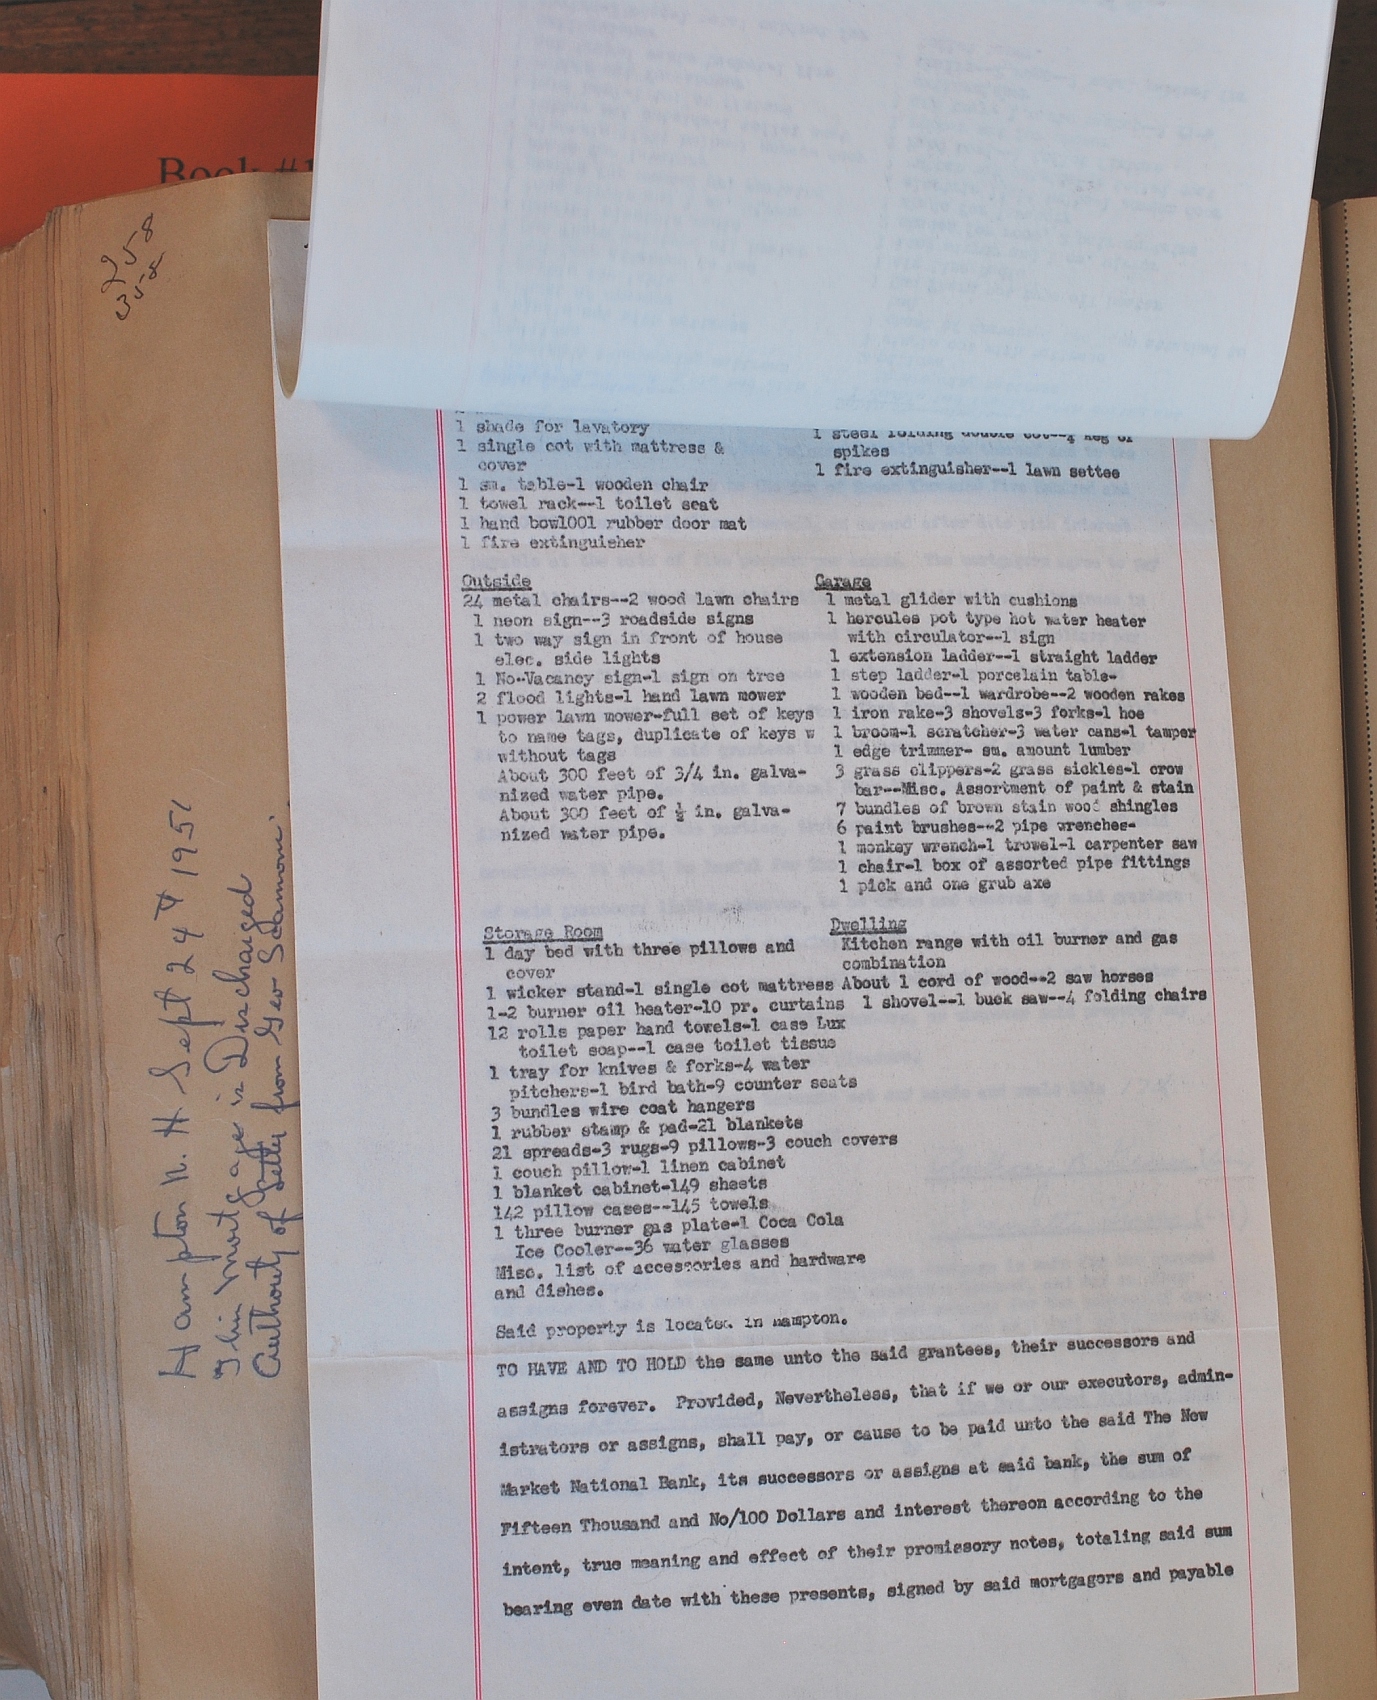 Book #1
258
358
Hampton N. H. Sept 24 1951
This Mortgage is Discharged
Authority of Letter from Geo Scammon.
1 shade for lavatory
1 single cot with mattress &
cover
1 sm. table-1 wooden chair
1 towel rack--1 toilet seat
1 hand bowl001 rubber door mat
1 fire extinguisher
1 steel folding double cot--½ keg of
spikes
1 fire extinguisher--1 lawn settee
Outside
24 metal chairs--2 wood lawn chairs
1 neon sign--3 roadside signs
1 two way sign in front of house
elec. side lights
1 No-Vacancy sign-1 sign on tree
2 flood lights-1 hand lawn mower
1 power lawn mower-full set of keys
to name tags, duplicate of keys w
without tags
About 300 feet of 3/4 in. galva-
nized water pipe.
About 300 feet of ½ in. galva-
nized water pipe.
Garage
1 metal glider with cushions
1 hercules pot type hot water heater
with circulator--1 sign
1 extension ladder--1 straight ladder
1 step ladder-1 porcelain table-
1 wooden bed--1 wardrobe--2 wooden rakes
1 iron rake-3 shovels-3 forks-1 hoe
1 broom-1 scratcher-3 water cans-1 tamper
1 edge trimmer- sm. amount lumber
3 grass clippers-2 grass sickles-1 crow
bar--Misc. Assortment of paint & stain
7 bundles of brown stain wood shingles
6 paint brushes--2 pipe wrenches-
1 monkey wrench-1 trowel-1 carpenter saw
1 chair-1 box of assorted pipe fittings
1 pick and one grub axe
Storage Room
1 day bed with three pillows and
cover
1 wicker stand-1 single cot mattress
1-2 burner oil heater-10 pr. curtains
12 rolls paper hand towels-1 case Lux
toilet soap--1 case toilet tissue
1 tray for knives & forks-4 water
pitchers-1 bird bath-9 counter seats
3 bundles wire coat hangers
1 rubber stamp & pad-21 blankets
21 spreads-3 rugs-9 pillows-3 couch covers
1 couch pillow-1 linen cabinet
1 blanket cabinet-149 sheets
142 pillow cases--145 towels
1 three burner gas plate-1 Coca Cola
Ice Cooler--36 water glasses
Misc. list of accessories and hardware
and dishes.
Dwelling
Kitchen range with oil burner and gas
combination
About 1 cord of wood--2 saw horses
1 shovel--1 buck saw--4 folding chairs
Said property is located in Hampton.
TO HAVE AND TO HOLD the same unto the said grantees, their successors and
assigns forever. Provided, Nevertheless, that if we or our executors, admin-
istrators or assigns, shall pay, or cause to be paid unto the said The New
Market National Bank, its successors or assigns at said bank, the sum of
Fifteen Thousand and No/100 Dollars and interest thereon according to the
intent, true meaning and effect of their promissory notes, totaling said sum
bearing even date with these presents, signed by said mortgagors and payable